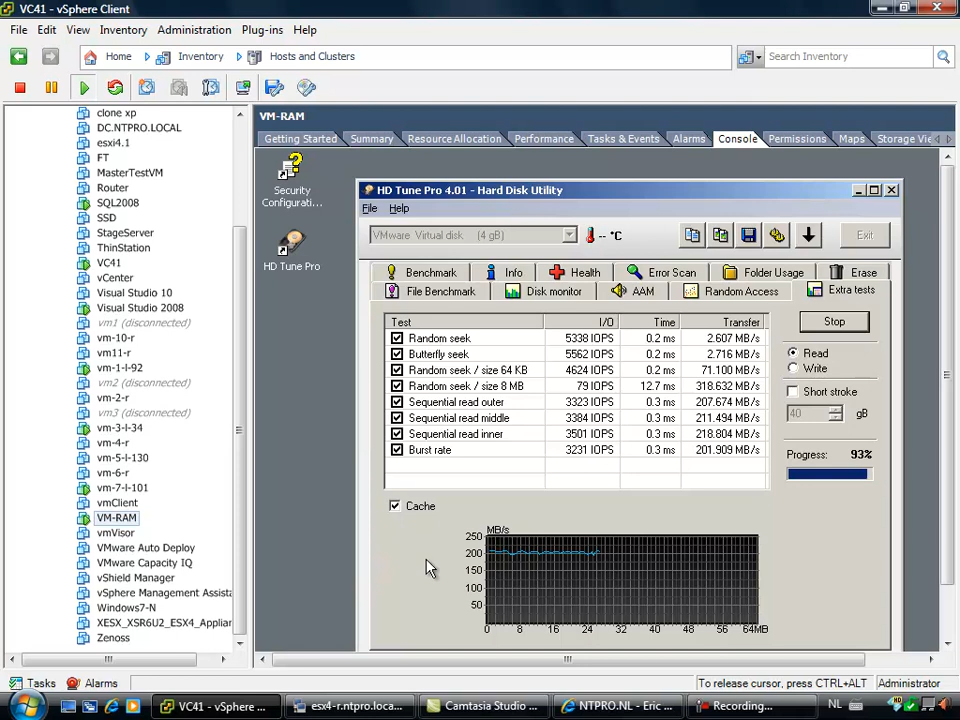 VC41 - vSphere Client
File Edit View Inventory Administration Plug-ins Help
Home Inventory Hosts and Clusters Search Inventory
clone xp
DC.NTPRO.LOCAL
esxi4.1
FT
MasterTestVM
Router
SQL2008
SSD
StageServer
ThinStation
VC41
vCenter
Visual Studio 10
Visual Studio 2008
vm1 (disconnected)
vm-10-r
vm11-r
vm-1-l-92
vm2 (disconnected)
vm-2-r
vm3 (disconnected)
vm-3-l-34
vm-4-r
vm-5-l-130
vm-6-r
vm-7-l-101
vmClient
VM-RAM
vmVisor
VMware Auto Deploy
VMware Capacity IQ
vShield Manager
vSphere Management Assista
Windows7-N
XESX_XSR6U2_ESX4_Applian
Zenoss
VM-RAM
Getting Started Summary Resource Allocation Performance Tasks & Events Alarms Console Permissions Maps Storage Vie
Security
Configurati...
HD Tune Pro
HD Tune Pro 4.01 - Hard Disk Utility
File Help
VMware Virtual disk (4 gB) -- °C Exit
Benchmark Info Health Error Scan Folder Usage Erase
File Benchmark Disk monitor AAM Random Access Extra tests
Test I/O Time Transfer
Random seek 5338 IOPS 0.2 ms 2.607 MB/s
Butterfly seek 5562 IOPS 0.2 ms 2.716 MB/s
Random seek / size 64 KB 4624 IOPS 0.2 ms 71.100 MB/s
Random seek / size 8 MB 79 IOPS 12.7 ms 318.632 MB/s
Sequential read outer 3323 IOPS 0.3 ms 207.674 MB/s
Sequential read middle 3384 IOPS 0.3 ms 211.494 MB/s
Sequential read inner 3501 IOPS 0.3 ms 218.804 MB/s
Burst rate 3231 IOPS 0.3 ms 201.909 MB/s
Stop
Read
Write
Short stroke
40 gB
Progress: 93%
Cache
MB/s
250
200
150
100
50
0 8 16 24 32 40 48 56 64MB
Tasks Alarms To release cursor, press CTRL+ALT Administrator
VC41 - vSphere ... esx4-r.ntpro.loca... Camtasia Studio ... NTPRO.NL - Eric ... Recording... NL 19:44